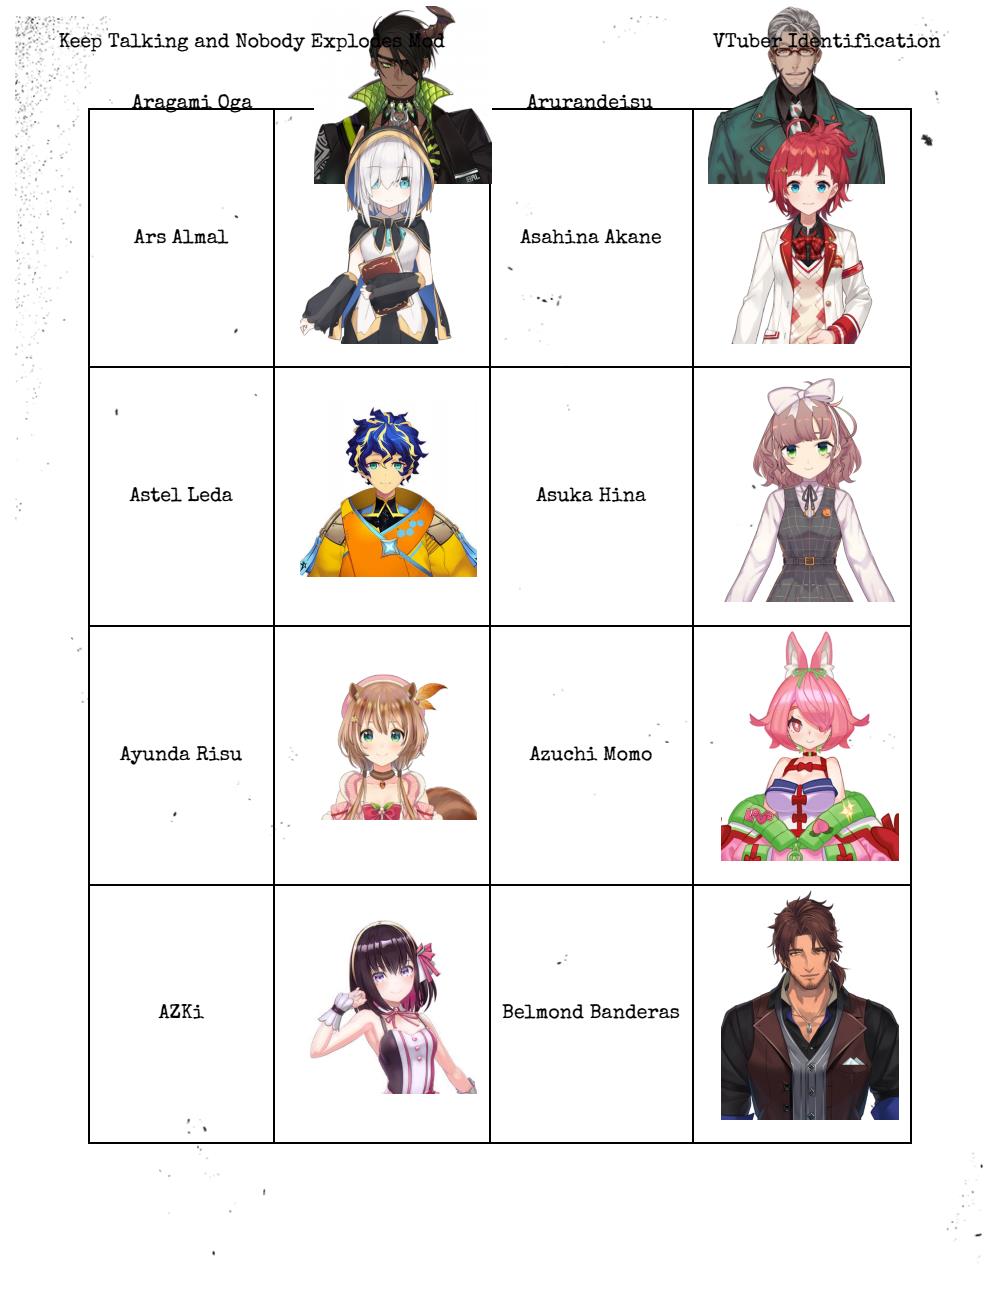 Keep Talking and Nobody Explodes Mod
VTuber Identification
Aragami Oga
Arurandeisu
Ars Almal
Asahina Akane
Astel Leda
Asuka Hina
Ayunda Risu
Azuchi Momo
AZKi
Belmond Banderas